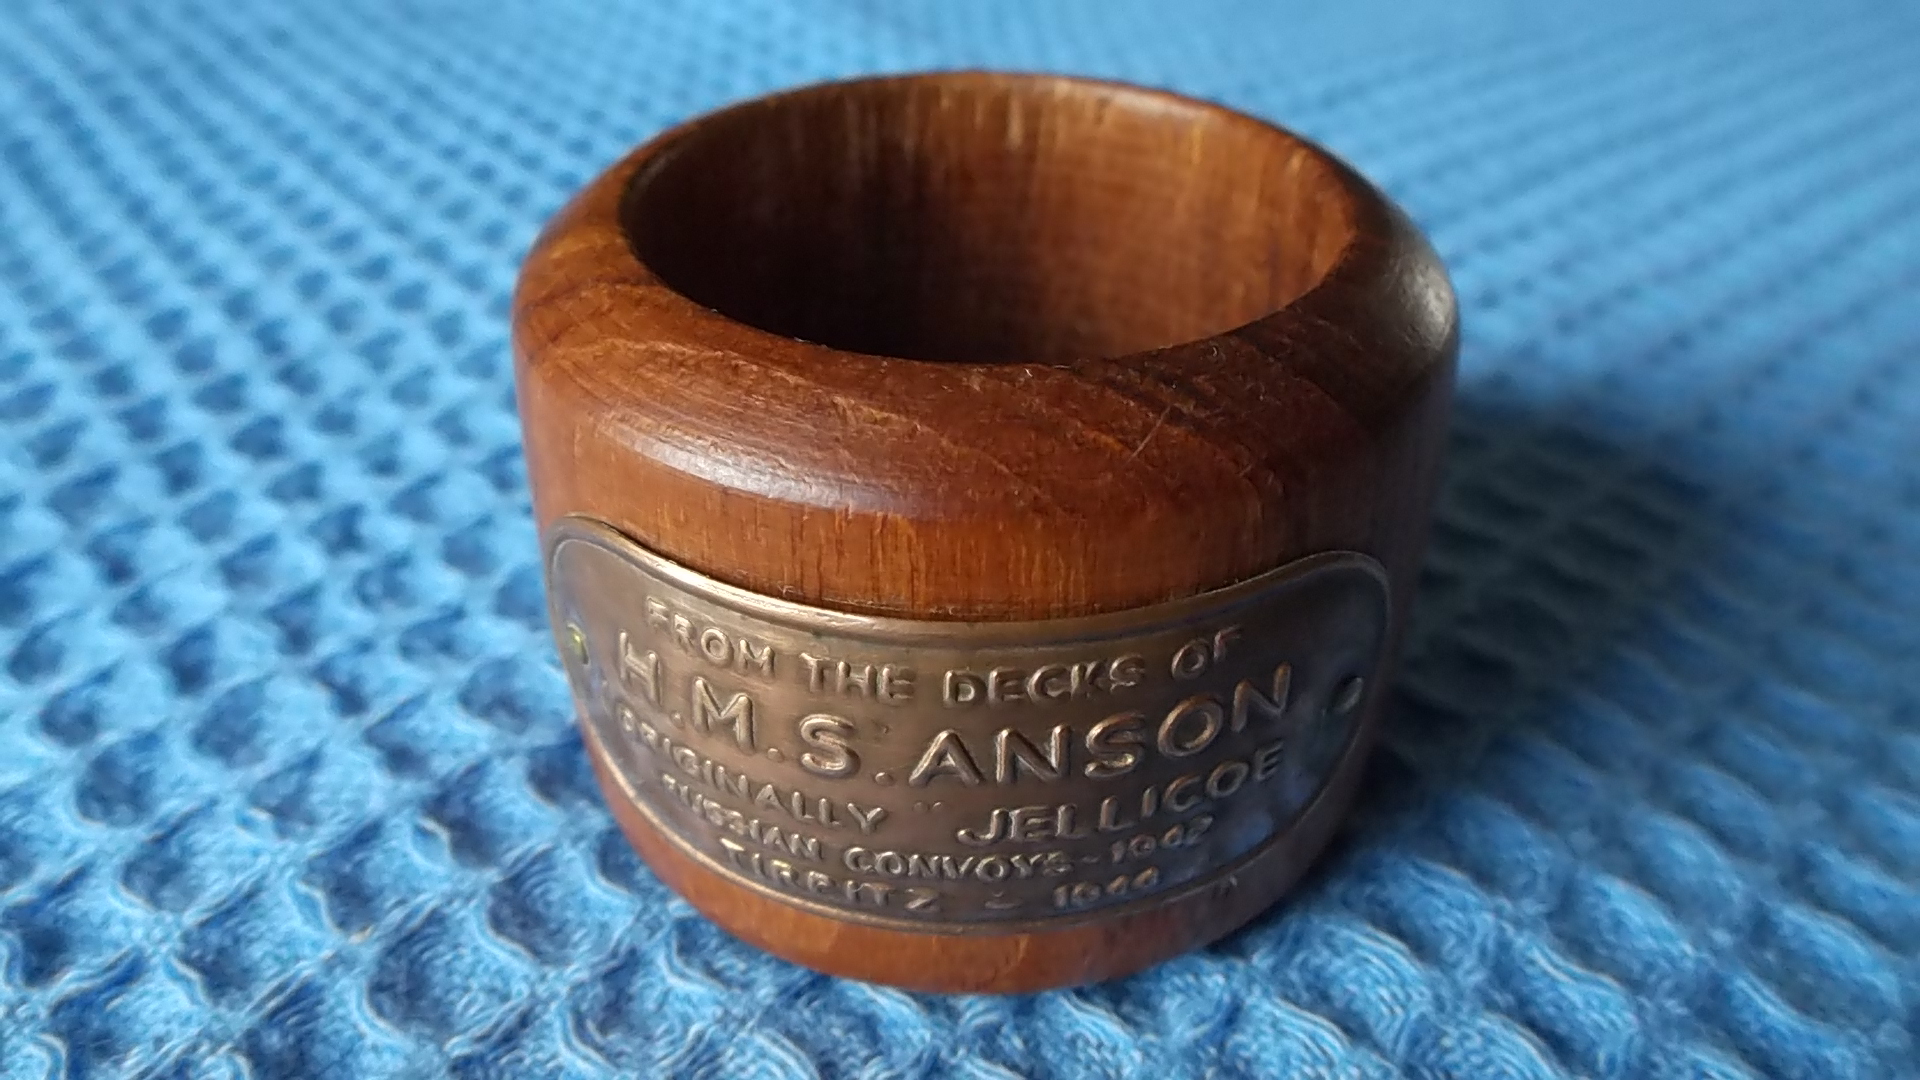 FROM THE DECKS OF
H.M.S. ANSON
ORIGINALLY " JELLICOE
RUSSIAN CONVOYS - 1942
TIRPITZ - 1944 "